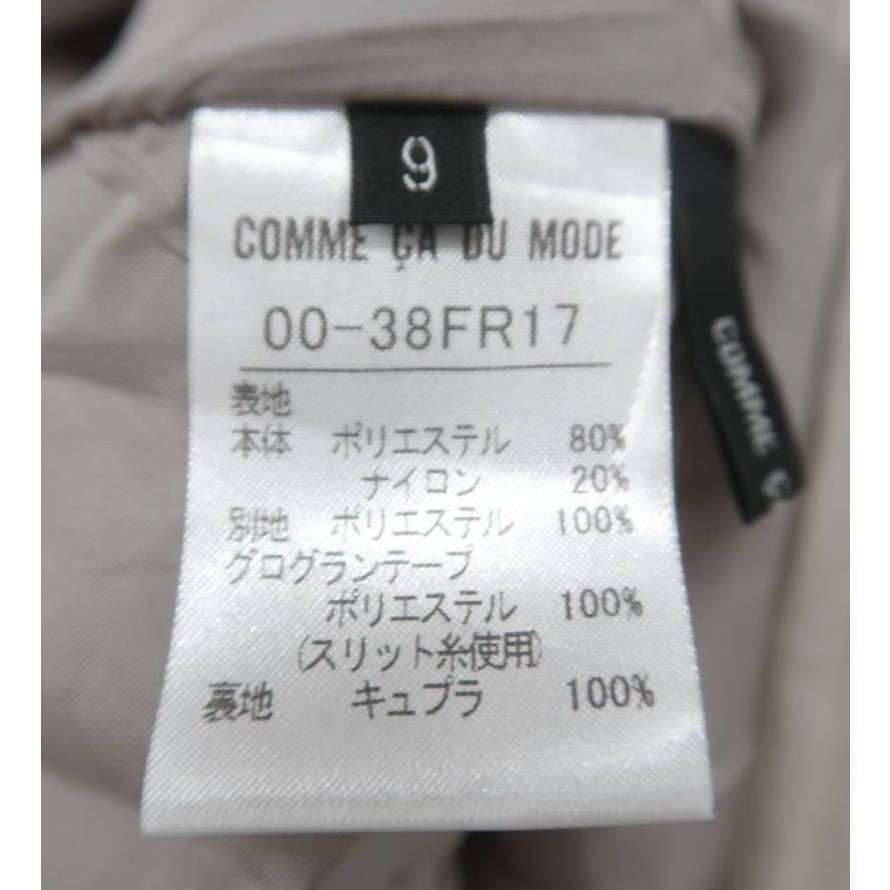 9
COMME ÇA DU MODE
00-38FR17
表地
本体 ポリエステル 80%
ナイロン 20%
別地 ポリエステル 100%
グログランテープ
ポリエステル 100%
(スリット糸使用)
裏地 キュプラ 100%
COMME